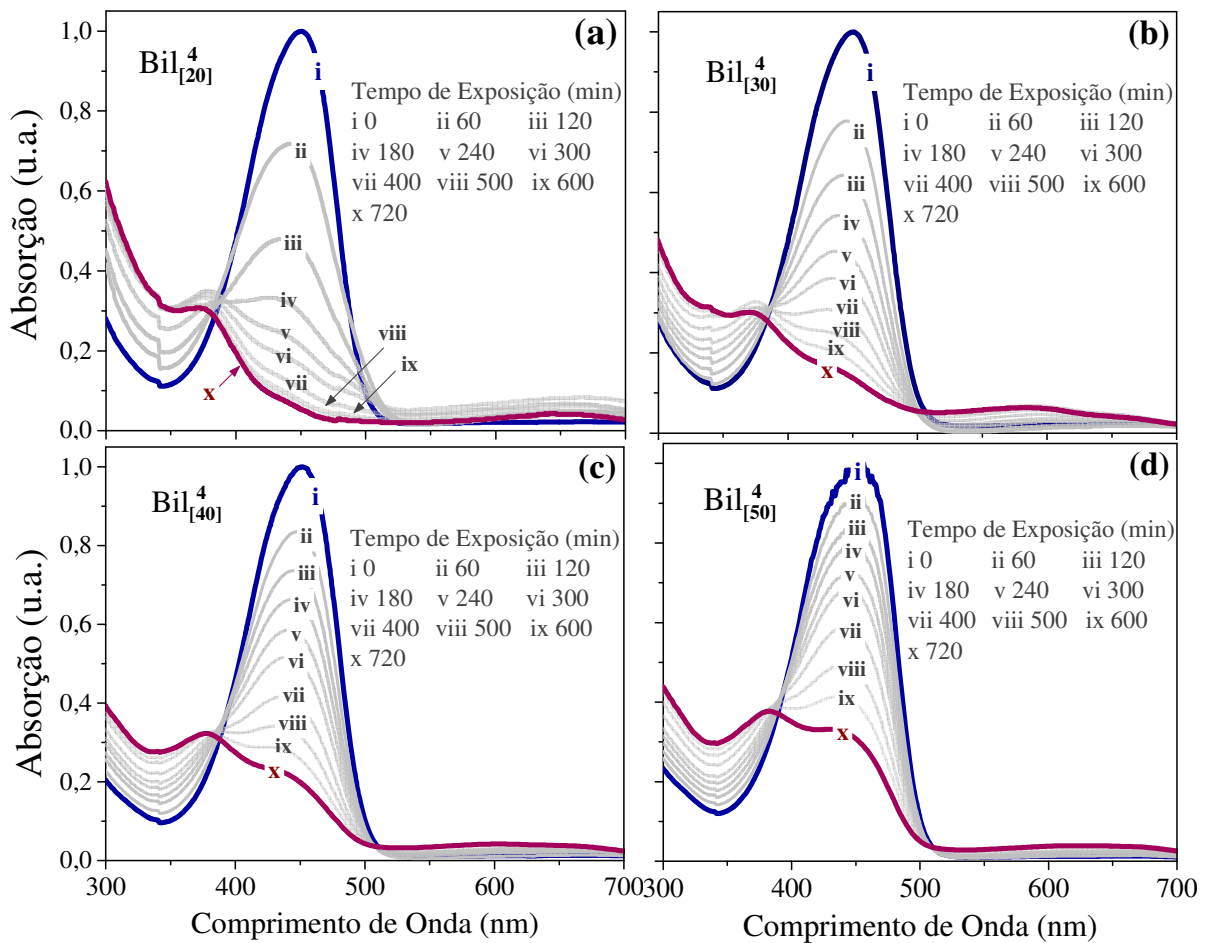 Absorção (u.a.)
1,0
0,8
0,6
0,4
0,2
0,0
Bil[20]4
(a)
i
Tempo de Exposição (min)
i 0 ii 60 iii 120
iv 180 v 240 vi 300
vii 400 viii 500 ix 600
x 720
ii
iii
iv
v
vi
vii
viii
ix
x
Bil[30]4
(b)
i
Tempo de Exposição (min)
i 0 ii 60 iii 120
iv 180 v 240 vi 300
vii 400 viii 500 ix 600
x 720
ii
iii
iv
v
vi
vii
viii
ix
x
Absorção (u.a.)
1,0
0,8
0,6
0,4
0,2
0,0
Bil[40]4
(c)
i
Tempo de Exposição (min)
i 0 ii 60 iii 120
iv 180 v 240 vi 300
vii 400 viii 500 ix 600
x 720
ii
iii
iv
v
vi
vii
viii
ix
x
300 400 500 600 700
Comprimento de Onda (nm)
Bil[50]4
(d)
i
Tempo de Exposição (min)
i 0 ii 60 iii 120
iv 180 v 240 vi 300
vii 400 viii 500 ix 600
x 720
ii
iii
iv
v
vi
vii
viii
ix
x
300 400 500 600 700
Comprimento de Onda (nm)